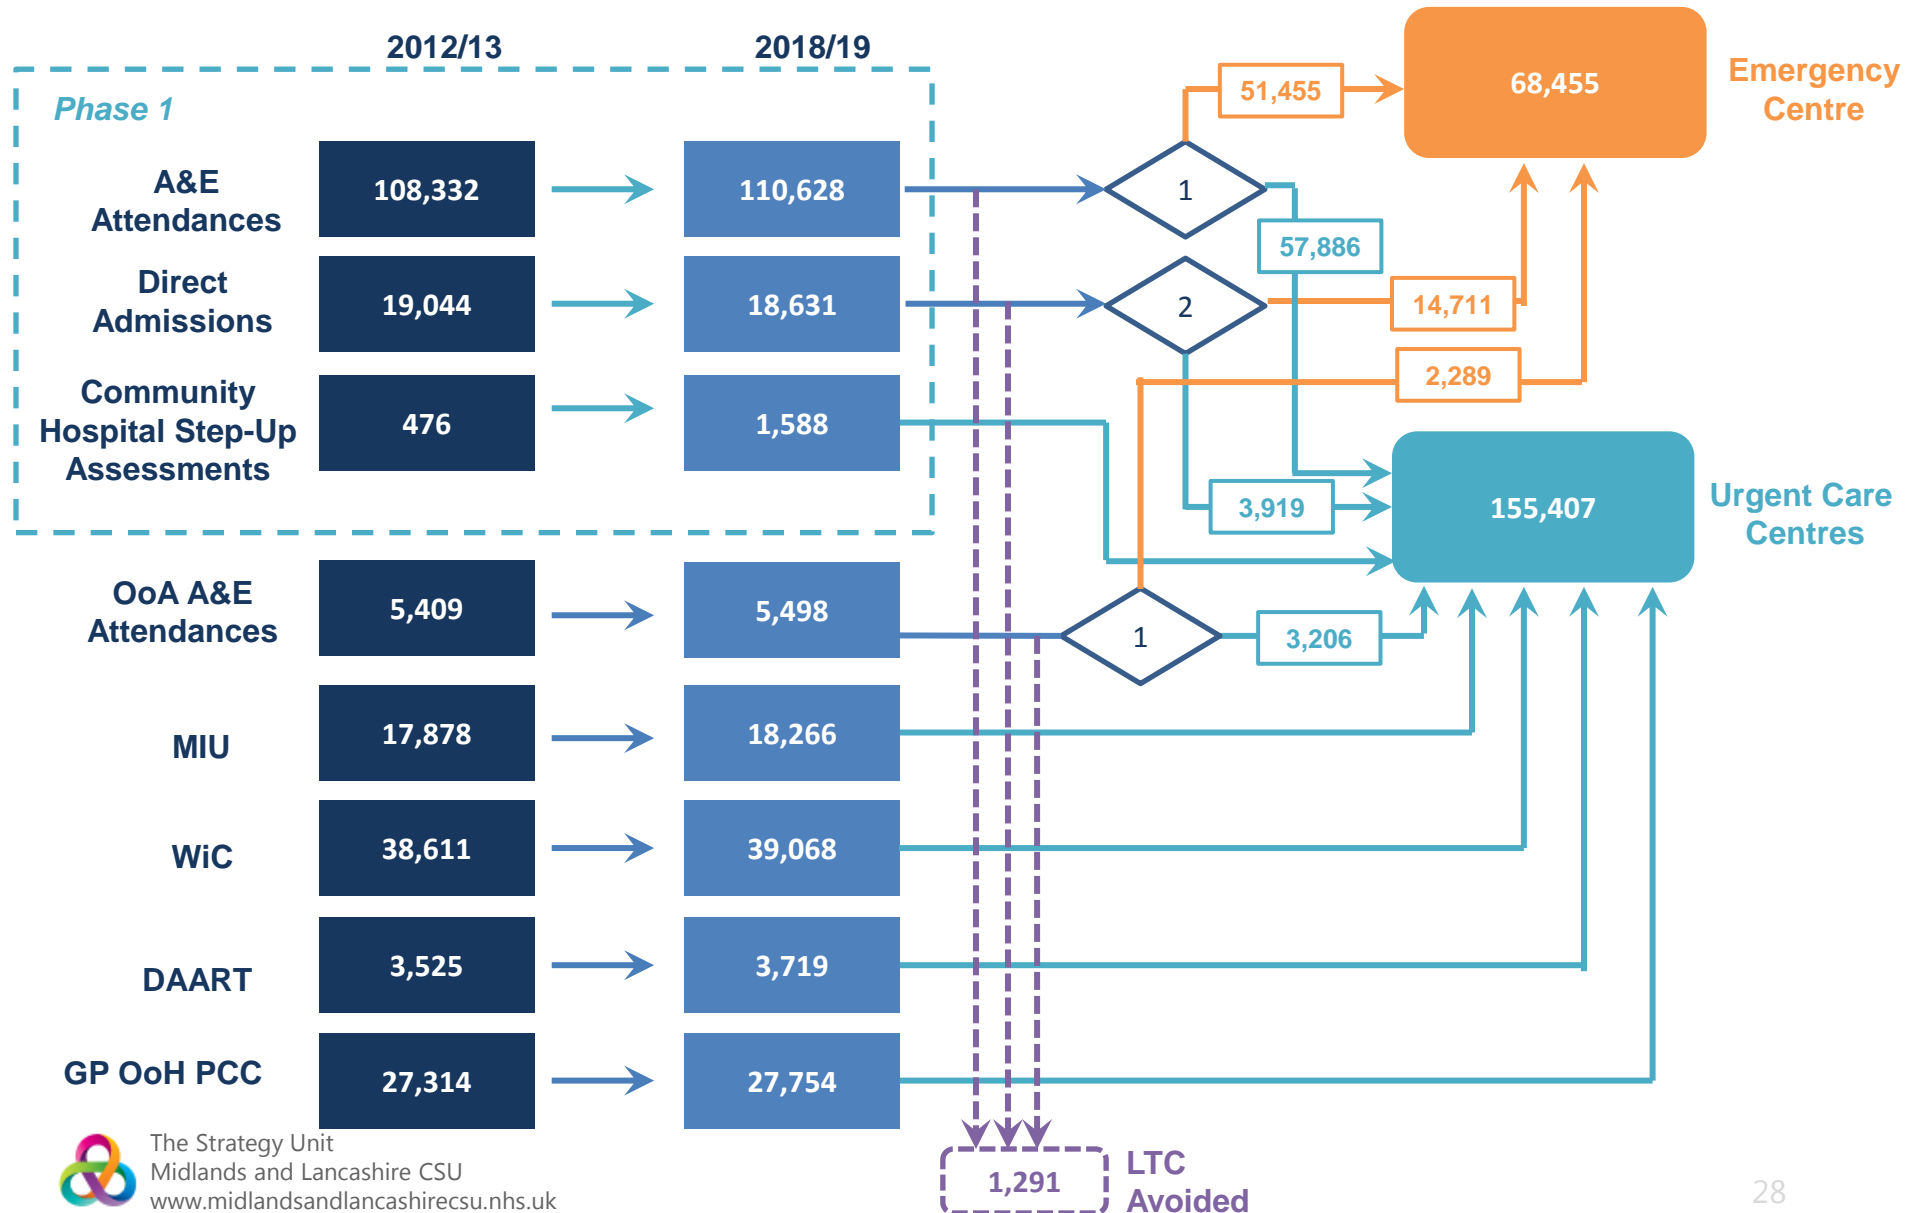 2012/13
2018/19
Phase 1
A&E
Attendances
108,332
110,628
1
51,455
68,455
Emergency
Centre
57,886
Direct
Admissions
19,044
18,631
2
14,711
2,289
Community
Hospital Step-Up
Assessments
476
1,588
3,919
155,407
Urgent Care
Centres
OoA A&E
Attendances
5,409
5,498
1
3,206
MIU
17,878
18,266
WiC
38,611
39,068
DAART
3,525
3,719
GP OoH PCC
27,314
27,754
The Strategy Unit
Midlands and Lancashire CSU
www.midlandsandlancashirecsu.nhs.uk
1,291
LTC
Avoided
28